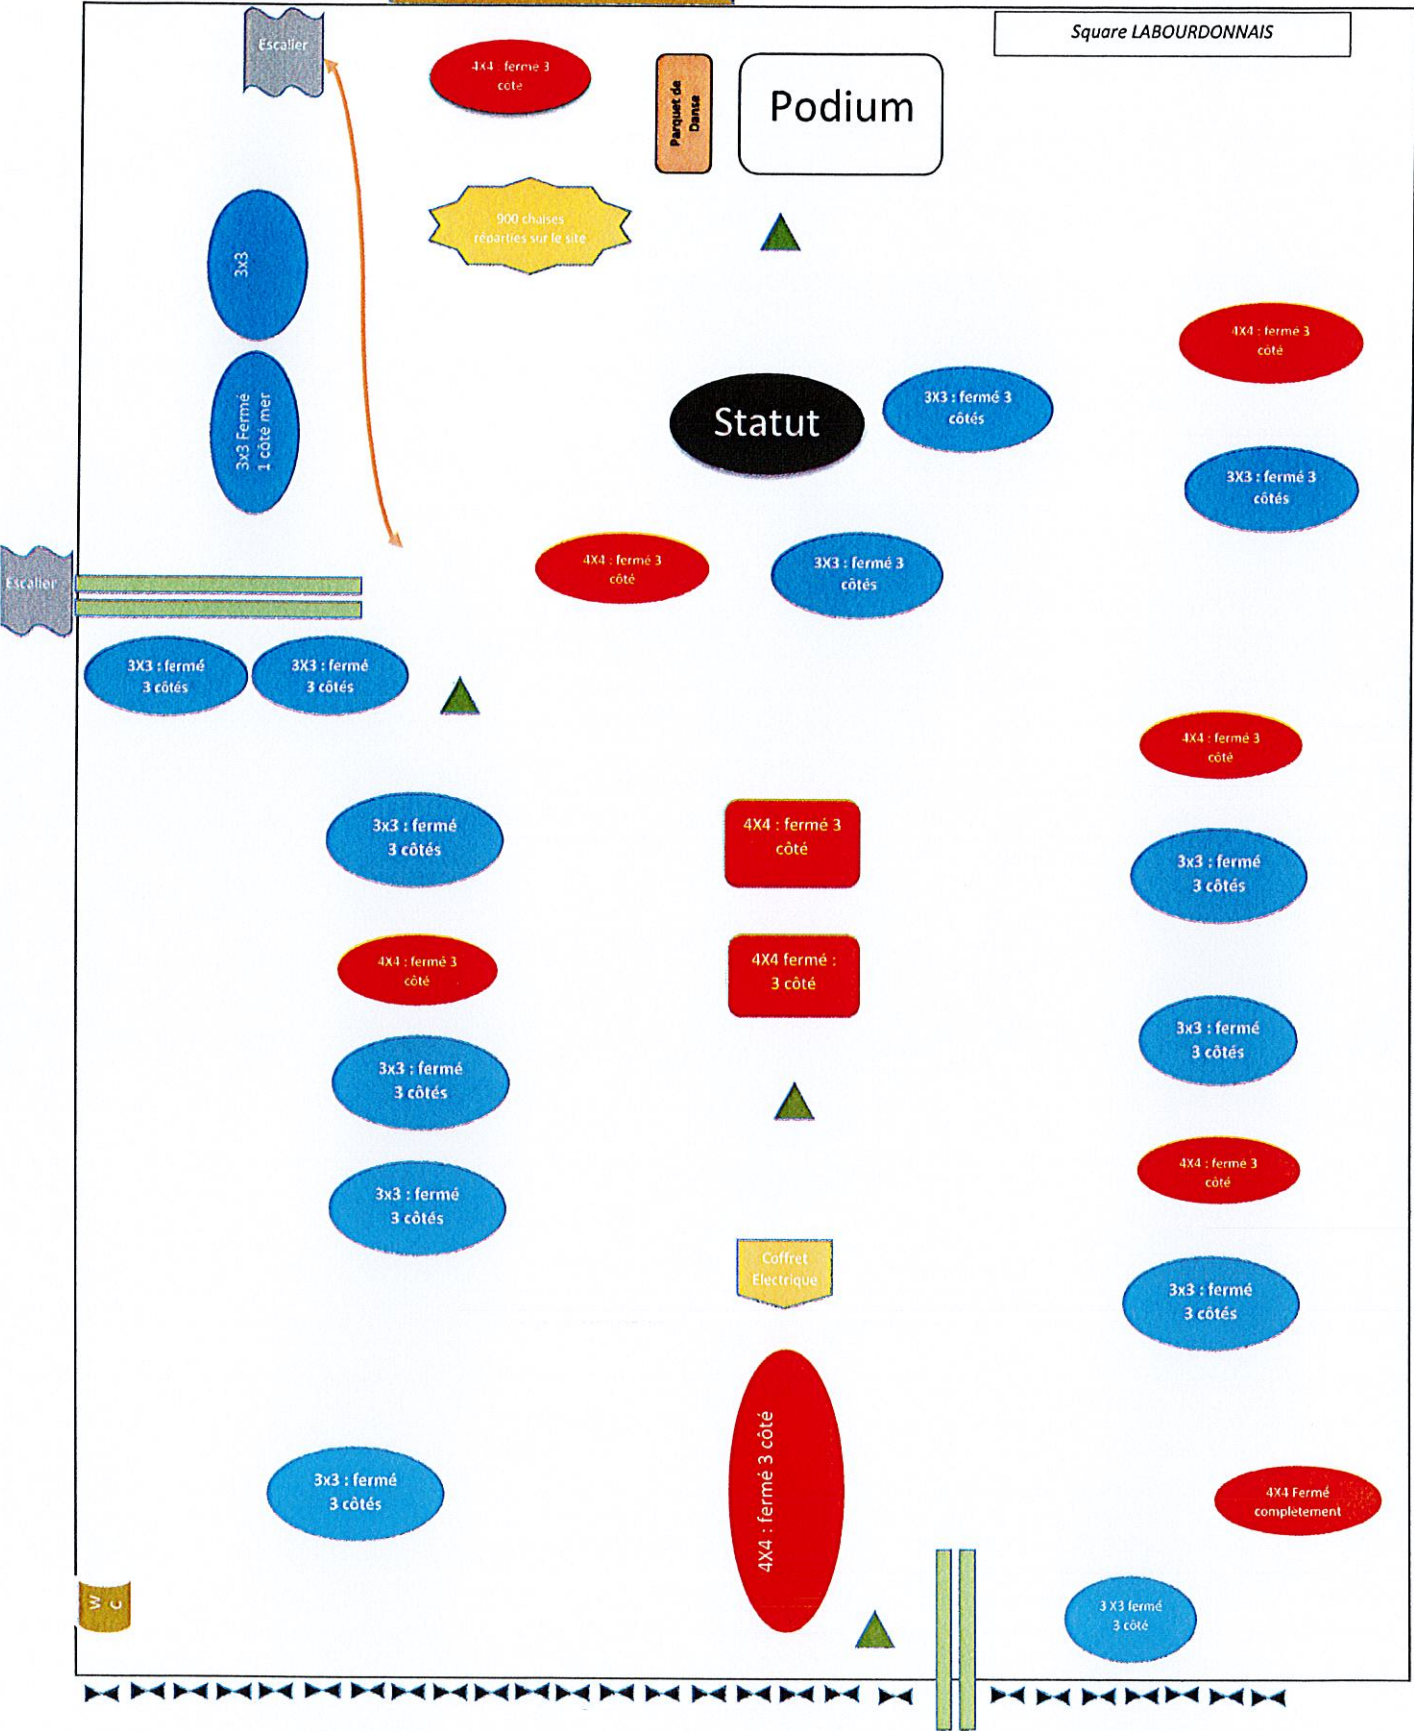 Square LABOURDONNAIS
Escalier
4X4 : fermé 3
coté
Parquet de
Danse
Podium
900 chaises
réparties sur le site
3x3
4X4 : fermé 3
côté
3x3 Fermé
1 côté mer
Statut
3X3 : fermé 3
côtés
3X3 : fermé 3
côtés
Escalier
4X4 : fermé 3
côté
3X3 : fermé 3
côtés
3X3 : fermé
3 côtés
3X3 : fermé
3 côtés
4X4 : fermé 3
côté
3x3 : fermé
3 côtés
4X4 : fermé 3
côté
3x3 : fermé
3 côtés
4X4 : fermé 3
côté
4X4 fermé :
3 côté
3x3 : fermé
3 côtés
3x3 : fermé
3 côtés
4X4 : fermé 3
côté
3x3 : fermé
3 côtés
Coffret
Electrique
3x3 : fermé
3 côtés
4X4 : fermé 3 côté
3x3 : fermé
3 côtés
4X4 Fermé
complètement
W
C
3 X3 fermé
3 côté